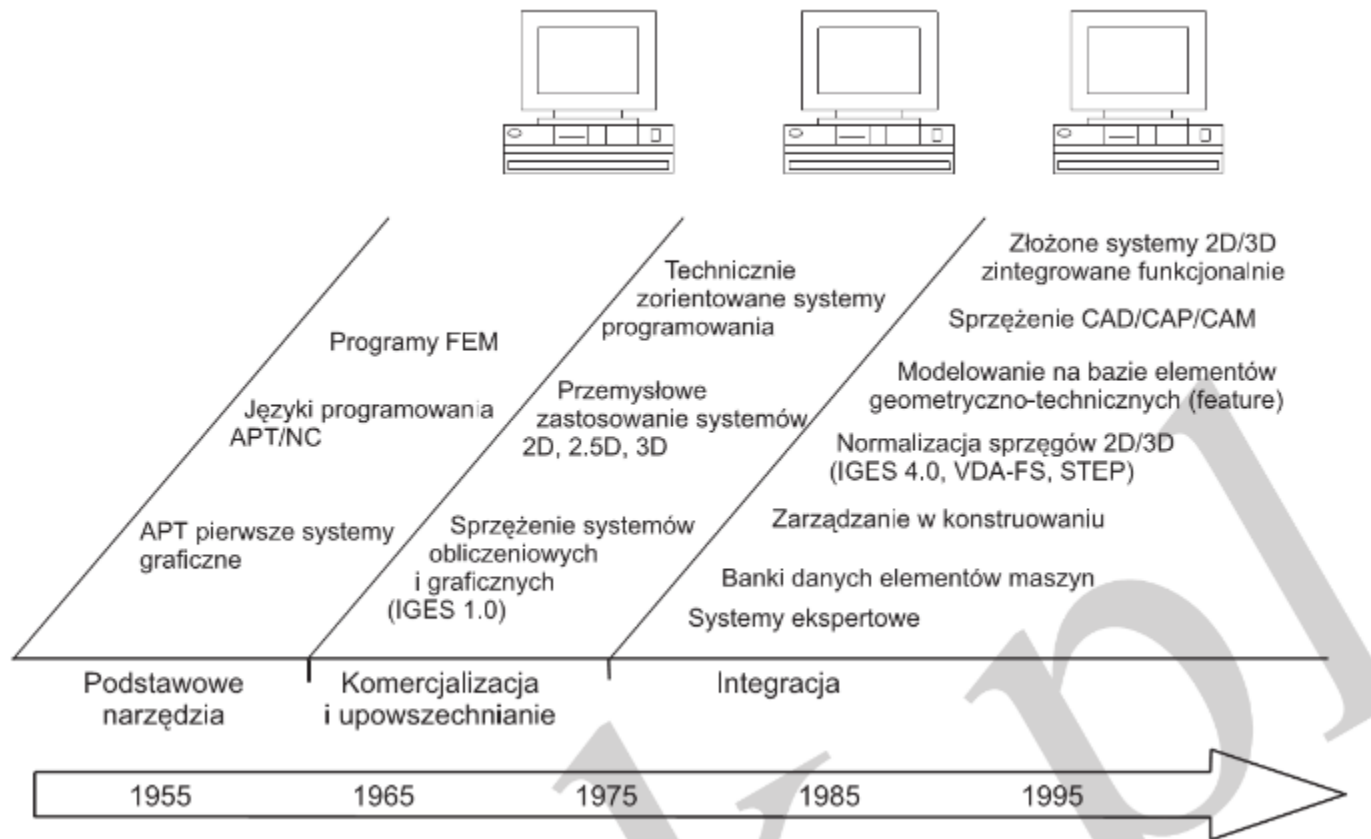 Programy FEM
Języki programowania
APT/NC
APT pierwsze systemy
graficzne
Technicznie
zorientowane systemy
programowania
Przemysłowe
zastosowanie systemów
2D, 2.5D, 3D
Sprzężenie systemów
obliczeniowych
i graficznych
(IGES 1.0)
Złożone systemy 2D/3D
zintegrowane funkcjonalnie
Sprzężenie CAD/CAP/CAM
Modelowanie na bazie elementów
geometryczno-technicznych (feature)
Normalizacja sprzęgów 2D/3D
(IGES 4.0, VDA-FS, STEP)
Zarządzanie w konstruowaniu
Banki danych elementów maszyn
Systemy ekspertowe
Podstawowe
narzędzia
Komercjalizacja
i upowszechnianie
Integracja
1955 1965 1975 1985 1995